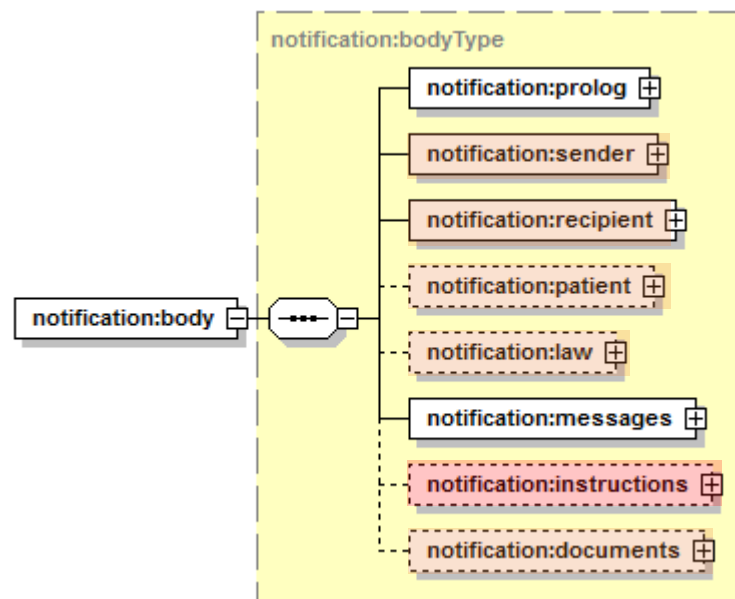 notification:bodyType
notification:prolog
notification:sender
notification:recipient
notification:patient
notification:body
notification:law
notification:messages
notification:instructions
notification:documents